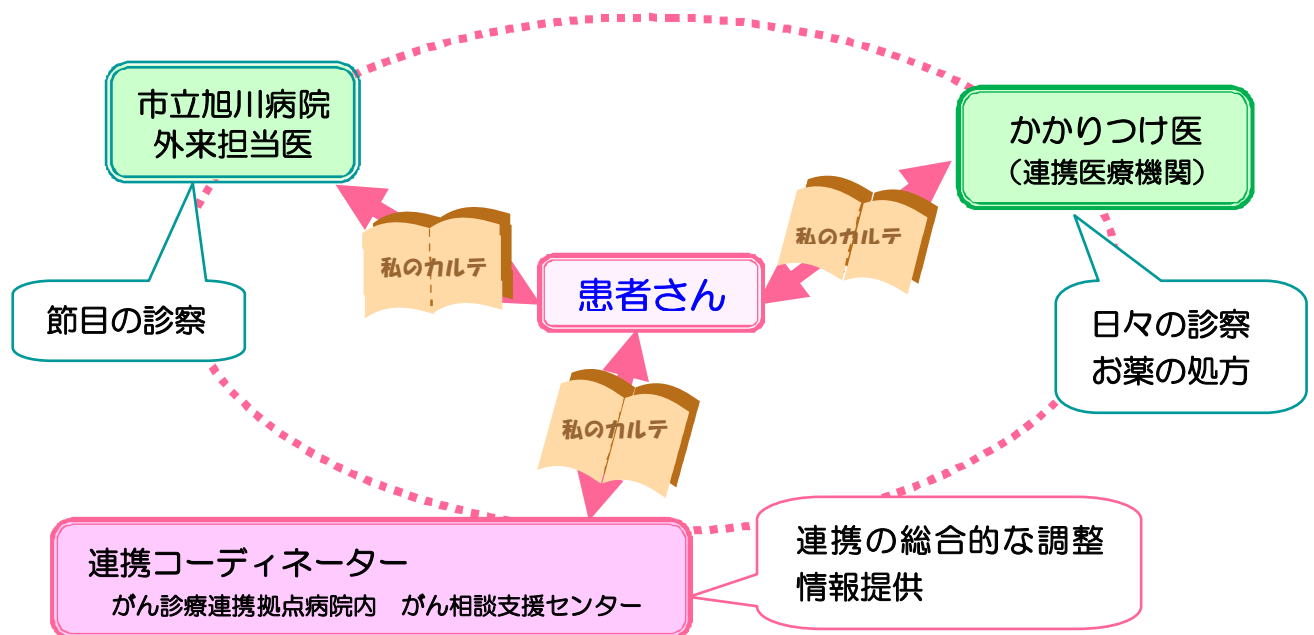 市立旭川病院
外来担当医
かかりつけ医
（連携医療機関）
私のカルテ
私のカルテ
患者さん
節目の診察
日々の診察
お薬の処方
私のカルテ
連携コーディネーター
がん診療連携拠点病院内　がん相談支援センター
連携の総合的な調整
情報提供